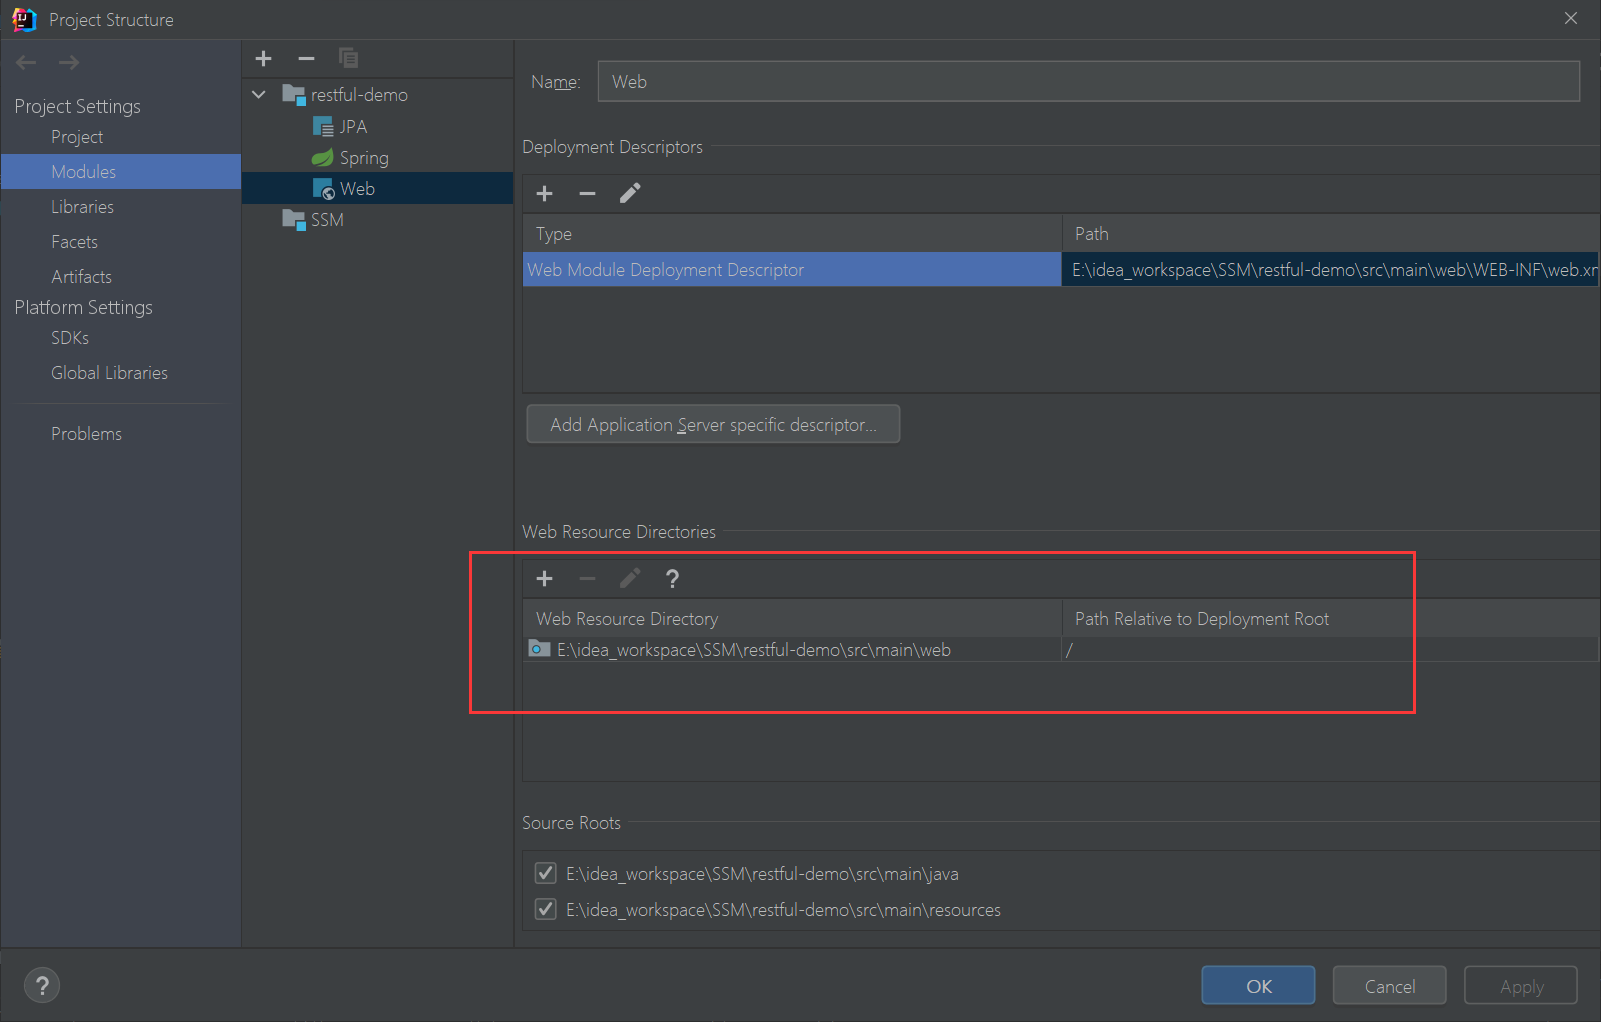 Project Structure
Project Settings
Project
Modules
Libraries
Facets
Artifacts
Platform Settings
SDKs
Global Libraries
Problems
restful-demo
JPA
Spring
Web
SSM
Name: Web
Deployment Descriptors
Type Path
Web Module Deployment Descriptor E:\idea_workspace\SSM\restful-demo\src\main\web\WEB-INF\web.xr
Add Application Server specific descriptor...
Web Resource Directories
Web Resource Directory Path Relative to Deployment Root
E:\idea_workspace\SSM\restful-demo\src\main\web /
Source Roots
E:\idea_workspace\SSM\restful-demo\src\main\java
E:\idea_workspace\SSM\restful-demo\src\main\resources
? OK Cancel Apply